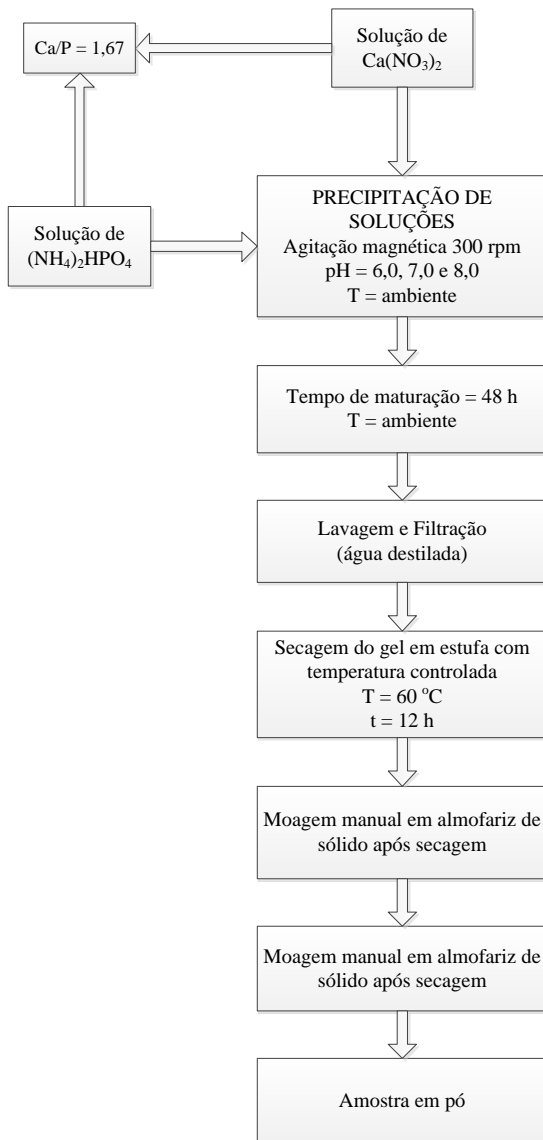 Ca/P = 1,67
Solução de
Ca(NO₃)₂
Solução de
(NH₄)₂HPO₄
PRECIPITAÇÃO DE
SOLUÇÕES
Agitação magnética 300 rpm
pH = 6,0, 7,0 e 8,0
T = ambiente
Tempo de maturação = 48 h
T = ambiente
Lavagem e Filtração
(água destilada)
Secagem do gel em estufa com
temperatura controlada
T = 60 °C
t = 12 h
Moagem manual em almofariz de
sólido após secagem
Moagem manual em almofariz de
sólido após secagem
Amostra em pó